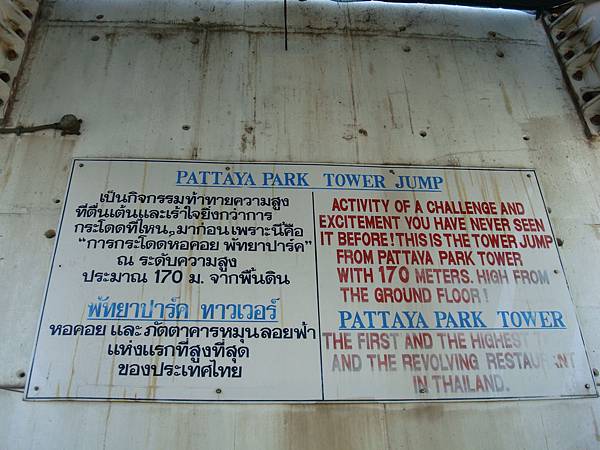 PATTAYA PARK TOWER JUMP
เป็นกิจกรรมท้าทายความสูง
ที่ตื่นเต้นและเร้าใจยิ่งกว่าการ
กระโดดที่ไหนๆมาก่อน เพราะนี่คือ
“การกระโดดหอคอย พัทยาปาร์ค”
ณ ระดับความสูง
ประมาณ 170 ม. จากพื้นดิน
พัทยาปาร์ค ทาวเวอร์
หอคอย และ ภัตตาคารหมุนลอยฟ้า
แห่งแรกที่สูงที่สุด
ของประเทศไทย
ACTIVITY OF A CHALLENGE AND
EXCITEMENT YOU HAVE NEVER SEEN
IT BEFORE! THIS IS THE TOWER JUMP
FROM PATTAYA PARK TOWER
WITH 170 METERS. HIGH FROM
THE GROUND FLOOR!
PATTAYA PARK TOWER
THE FIRST AND THE HIGHEST
AND THE REVOLVING RESTAURANT
IN THAILAND.